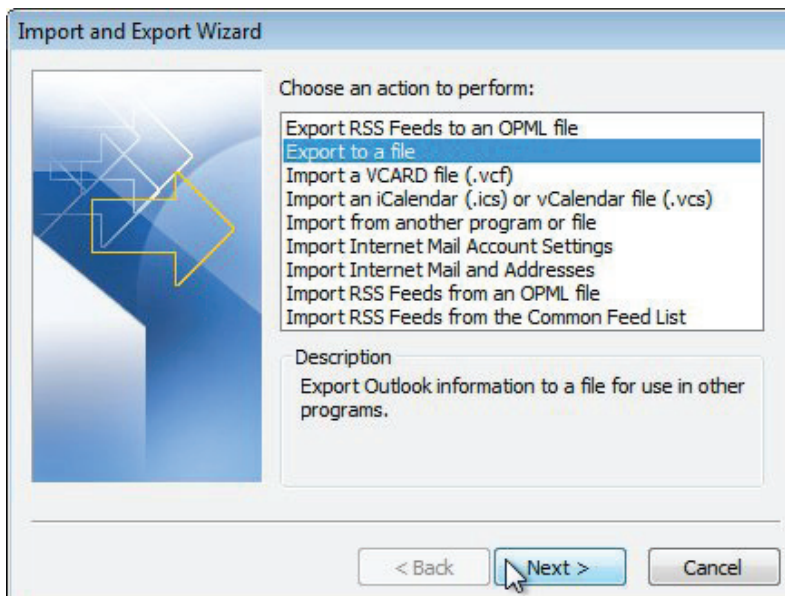 Import and Export Wizard
Choose an action to perform:
Export RSS Feeds to an OPML file
Export to a file
Import a VCARD file (.vcf)
Import an iCalendar (.ics) or vCalendar file (.vcs)
Import from another program or file
Import Internet Mail Account Settings
Import Internet Mail and Addresses
Import RSS Feeds from an OPML file
Import RSS Feeds from the Common Feed List
Description
Export Outlook information to a file for use in other
programs.
< Back Next > Cancel